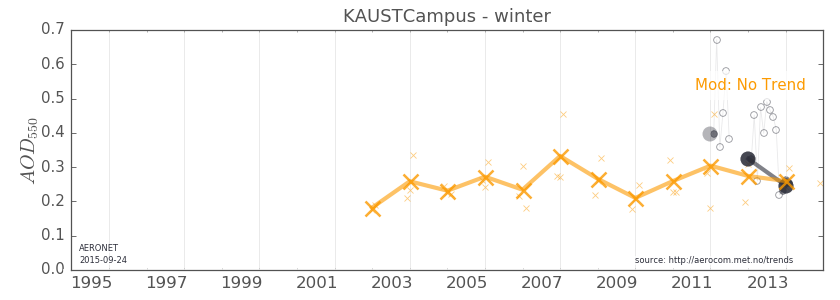 KAUSTCampus - winter
0.7
0.6
0.5
0.4
0.3
0.2
0.1
0.0
AOD550
Mod: No Trend
AERONET
2015-09-24
source: http://aerocom.met.no/trends
1995 1997 1999 2001 2003 2005 2007 2009 2011 2013